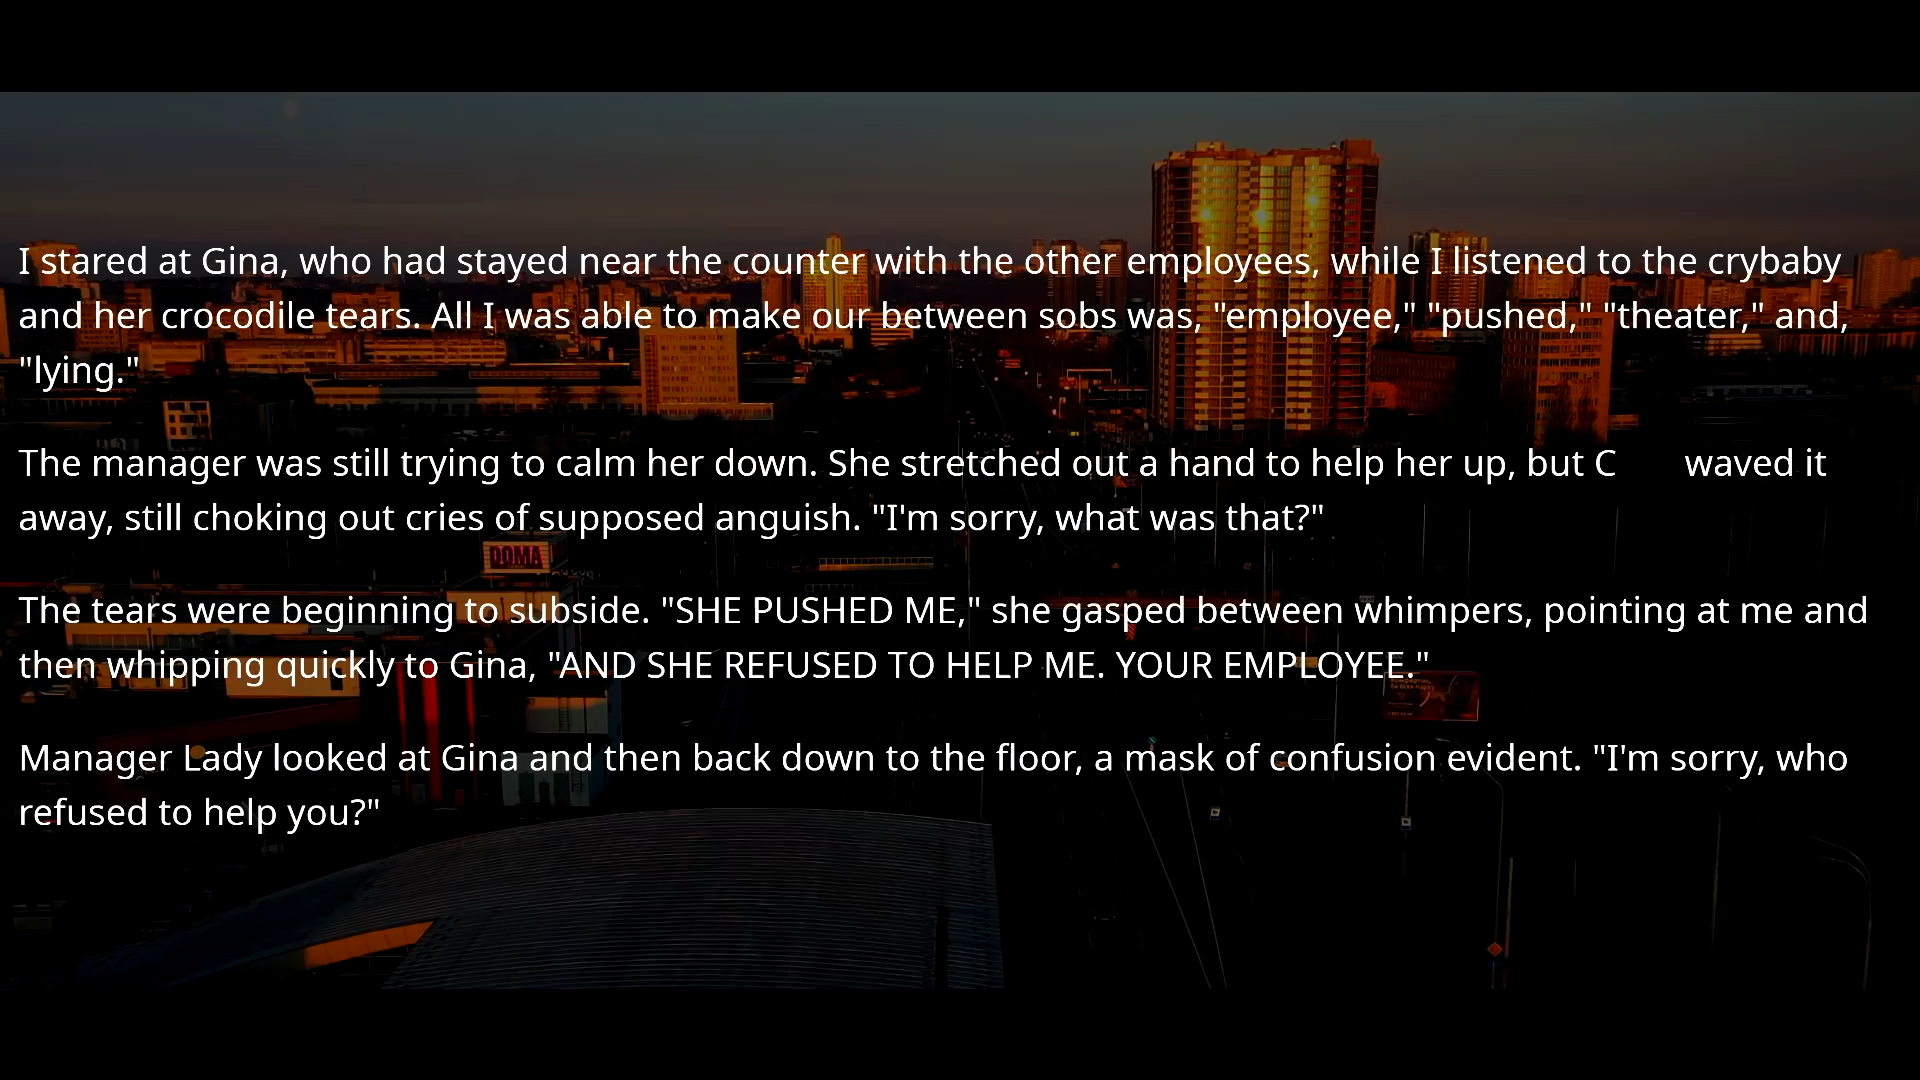 I stared at Gina, who had stayed near the counter with the other employees, while I listened to the crybaby
and her crocodile tears. All I was able to make our between sobs was, "employee," "pushed," "theater," and,
"lying."
The manager was still trying to calm her down. She stretched out a hand to help her up, but C waved it
away, still choking out cries of supposed anguish. "I'm sorry, what was that?"
DOMA
The tears were beginning to subside. "SHE PUSHED ME," she gasped between whimpers, pointing at me and
then whipping quickly to Gina, "AND SHE REFUSED TO HELP ME. YOUR EMPLOYEE."
Manager Lady looked at Gina and then back down to the floor, a mask of confusion evident. "I'm sorry, who
refused to help you?"